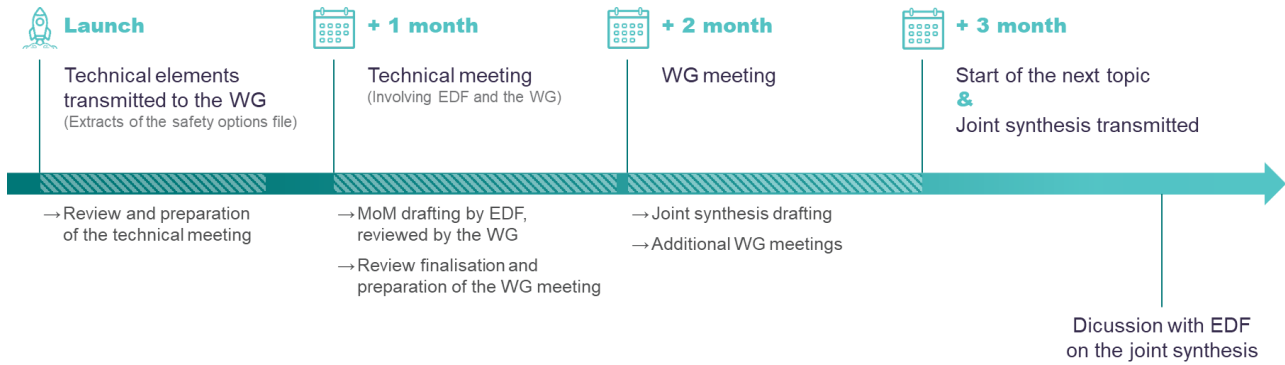 Launch
Technical elements
transmitted to the WG
(Extracts of the safety options file)
+ 1 month
Technical meeting
(Involving EDF and the WG)
+ 2 month
WG meeting
+ 3 month
Start of the next topic
&
Joint synthesis transmitted
→Review and preparation
of the technical meeting
→MoM drafting by EDF,
reviewed by the WG
→Review finalisation and
preparation of the WG meeting
→Joint synthesis drafting
→Additional WG meetings
Dicussion with EDF
on the joint synthesis